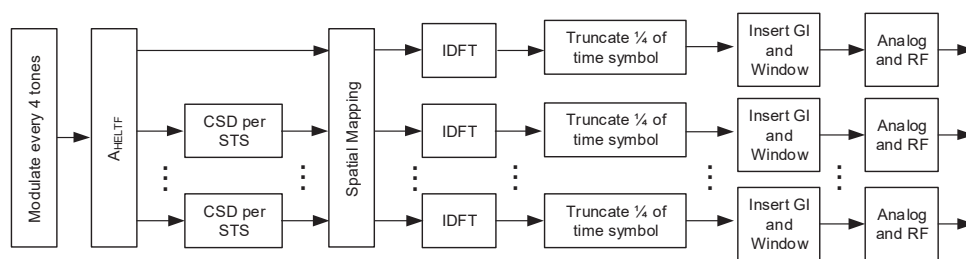 Modulate every 4 tones
AHELTF
CSD per
STS
CSD per
STS
Spatial Mapping
IDFT
Truncate ¼ of
time symbol
Insert GI
and
Window
Analog
and RF
IDFT
Truncate ¼ of
time symbol
Insert GI
and
Window
Analog
and RF
IDFT
Truncate ¼ of
time symbol
Insert GI
and
Window
Analog
and RF